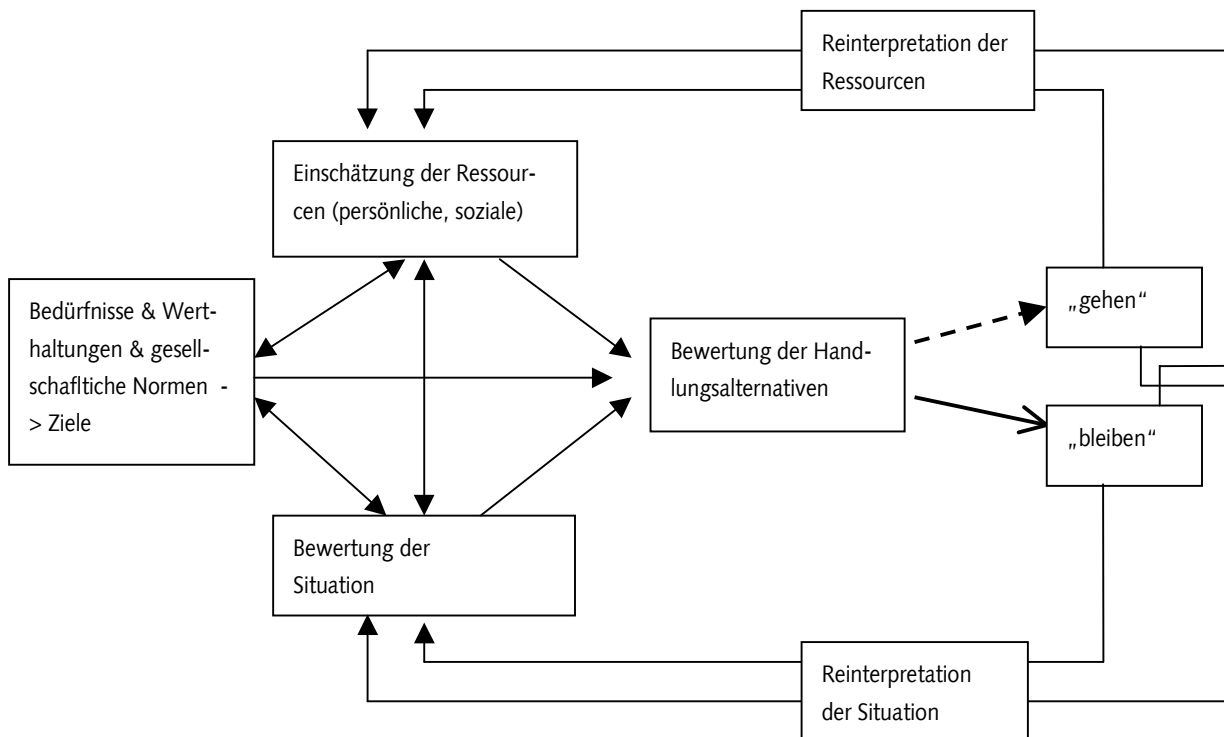 Reinterpretation der
Ressourcen
Einschätzung der Ressour-
cen (persönliche, soziale)
Bedürfnisse & Wert-
haltungen & gesell-
schafltiche Normen -
> Ziele
Bewertung der Hand-
lungsalternativen
„gehen“
„bleiben“
Bewertung der
Situation
Reinterpretation
der Situation